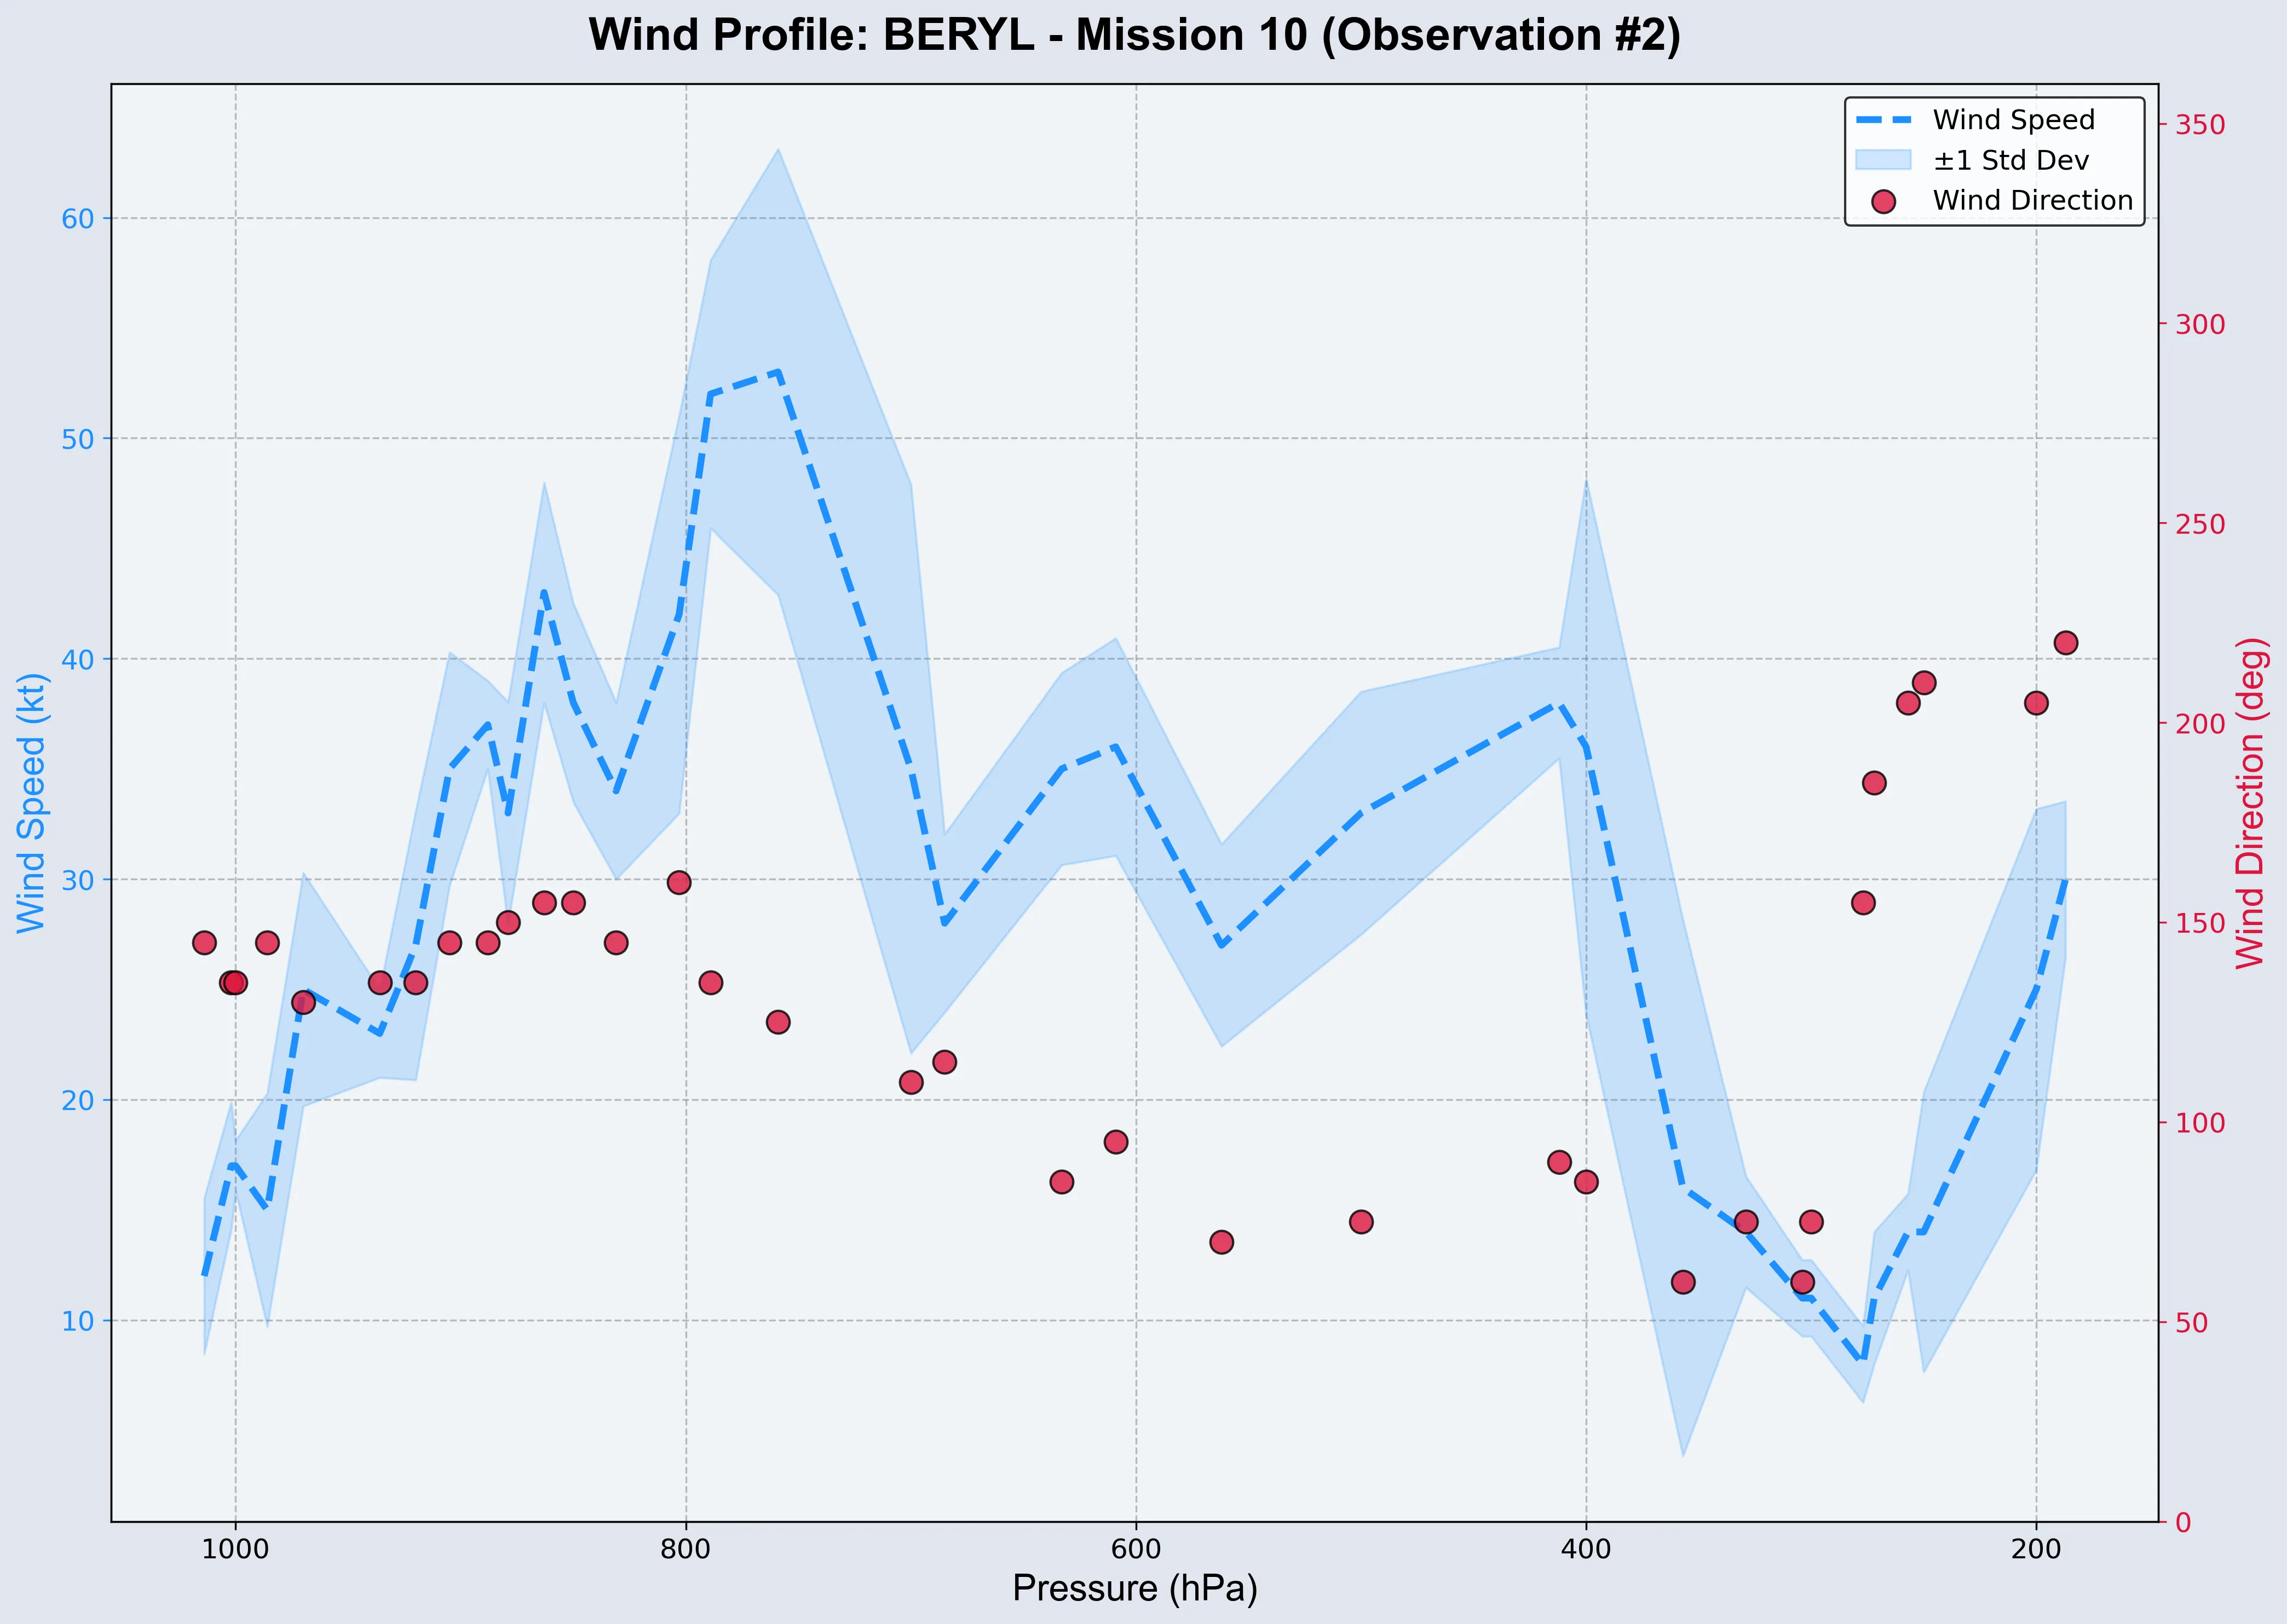 Wind Profile: BERYL - Mission 10 (Observation #2)
Wind Speed
±1 Std Dev
Wind Direction
Wind Speed (kt)
60
50
40
30
20
10
350
300
250
200
150
100
50
0
Wind Direction (deg)
1000
800
600
400
200
Pressure (hPa)